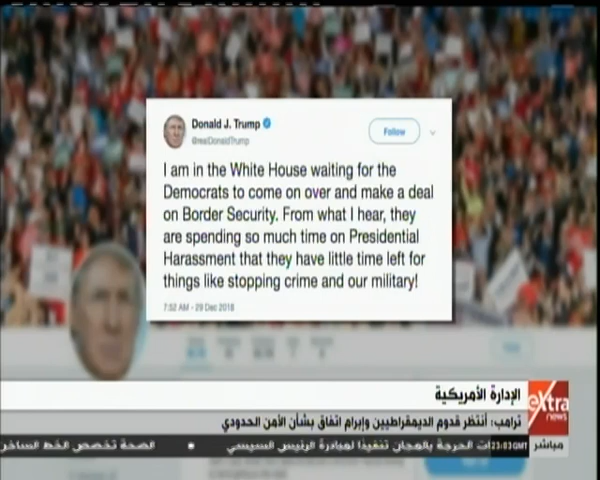 Donald J. Trump
@realDonaldTrump
Follow
I am in the White House waiting for the
Democrats to come on over and make a deal
on Border Security. From what I hear, they
are spending so much time on Presidential
Harassment that they have little time left for
things like stopping crime and our military!
7:52 AM - 29 Dec 2018
الإدارة الأمريكية
eXtra
news
ترامب: أنتظر قدوم الديمقراطيين وإبرام اتفاق بشأن الأمن الحدودي
مباشر
23:03GMT
ات الحرجة بالمجان تنفيذا لمبادرة الرئيس السيسي
الصحة تخصص الخط الساخر